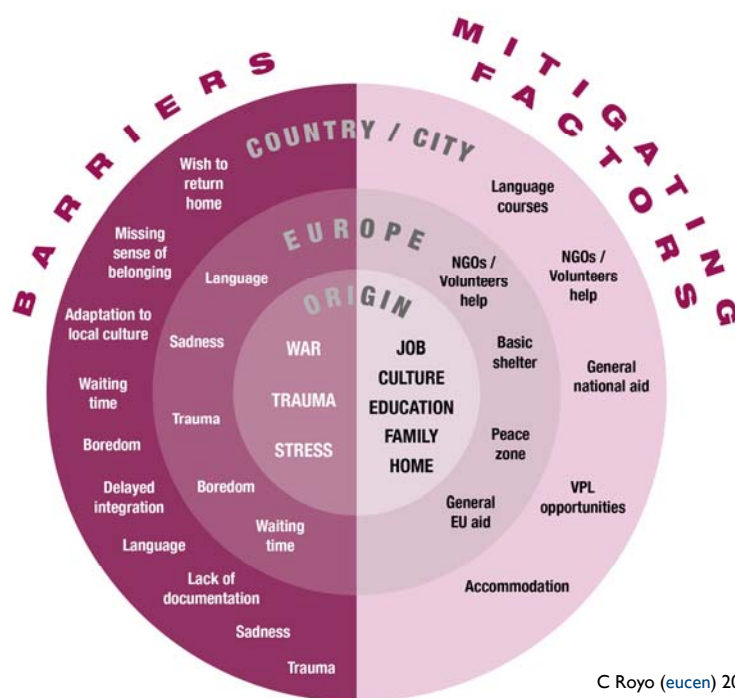 BARRIERS
MITIGATING
FACTORS
COUNTRY / CITY
EUROPE
ORIGIN
Wish to
return
home
Missing
sense of
belonging
Adaptation to
local culture
Waiting
time
Boredom
Delayed
integration
Language
Lack of
documentation
Sadness
Trauma
Language
Sadness
Trauma
Boredom
Waiting
time
WAR
TRAUMA
STRESS
JOB
CULTURE
EDUCATION
FAMILY
HOME
NGOs /
Volunteers
help
Basic
shelter
Peace
zone
General
EU aid
Language
courses
NGOs /
Volunteers
help
General
national aid
VPL
opportunities
Accommodation
C Royo (eucen) 20